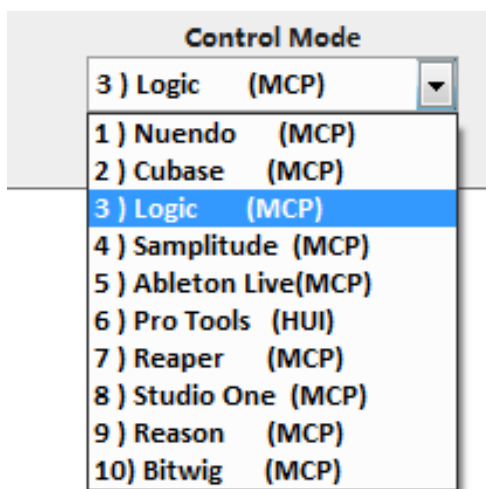 Control Mode
3 ) Logic (MCP)
1 ) Nuendo (MCP)
2 ) Cubase (MCP)
3 ) Logic (MCP)
4 ) Samplitude (MCP)
5 ) Ableton Live(MCP)
6 ) Pro Tools (HUI)
7 ) Reaper (MCP)
8 ) Studio One (MCP)
9 ) Reason (MCP)
10) Bitwig (MCP)